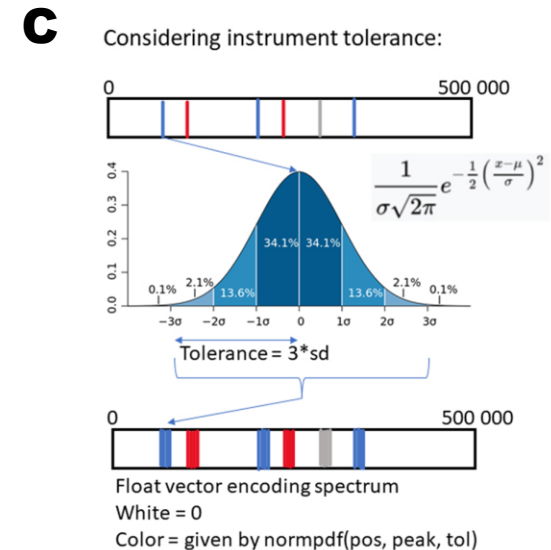 C
Considering instrument tolerance:
0 500 000
1/(σ√2π) e^(-1/2((x-μ)/σ)^2)
0.4
0.3
0.2
0.1
0.0
34.1% 34.1%
0.1% 2.1% 13.6% 13.6% 2.1% 0.1%
−3σ −2σ −1σ 0 1σ 2σ 3σ
Tolerance = 3*sd
0 500 000
Float vector encoding spectrum
White = 0
Color = given by normpdf(pos, peak, tol)